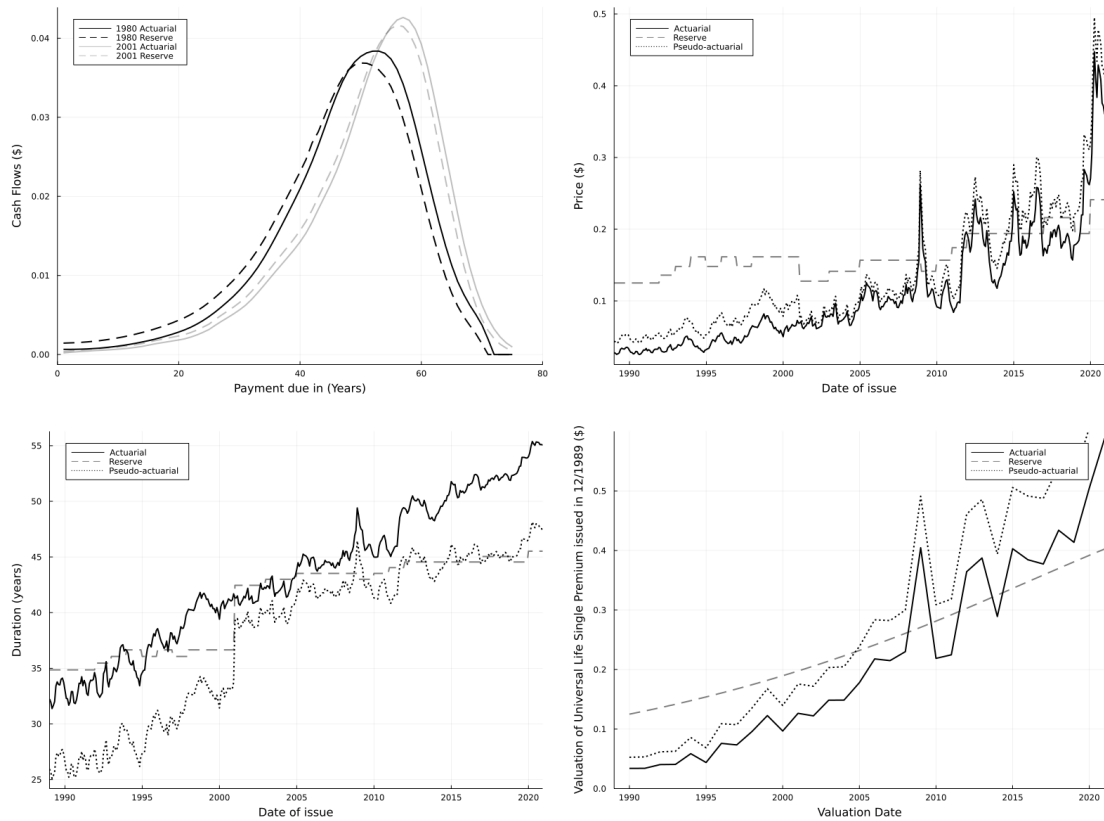 0.04
0.03
0.02
0.01
0.00
Cash Flows ($)
1980 Actuarial
1980 Reserve
2001 Actuarial
2001 Reserve
0 20 40 60 80
Payment due in (Years)
0.5
0.4
0.3
0.2
0.1
Price ($)
Actuarial
Reserve
Pseudo-actuarial
1990 1995 2000 2005 2010 2015 2020
Date of issue
55
50
45
40
35
30
25
Duration (years)
Actuarial
Reserve
Pseudo-actuarial
1990 1995 2000 2005 2010 2015 2020
Date of issue
0.5
0.4
0.3
0.2
0.1
0.0
Valuation of Universal Life Single Premium issued in 12/1989 ($)
Actuarial
Reserve
Pseudo-actuarial
1990 1995 2000 2005 2010 2015 2020
Valuation Date